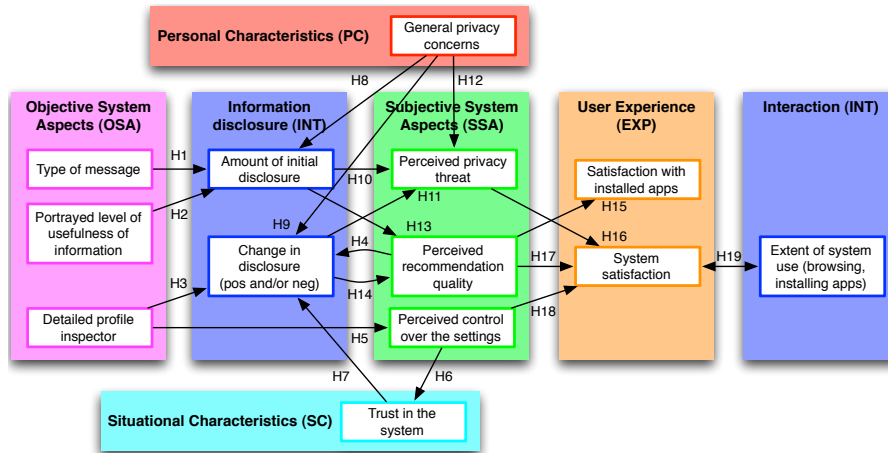 Personal Characteristics (PC)
General privacy
concerns
H8
H12
Objective System
Aspects (OSA)
Information
disclosure (INT)
Subjective System
Aspects (SSA)
User Experience
(EXP)
Interaction (INT)
Type of message
H1
Amount of initial
disclosure
H10
Perceived privacy
threat
Satisfaction with
installed apps
Portrayed level of
usefulness of
information
H2
H9
H11
H13
H15
H16
Change in
disclosure
(pos and/or neg)
H4
H14
Perceived
recommendation
quality
H17
System
satisfaction
H19
Extent of system
use (browsing,
installing apps)
H3
Detailed profile
inspector
H5
Perceived control
over the settings
H18
H7
H6
Situational Characteristics (SC)
Trust in the
system